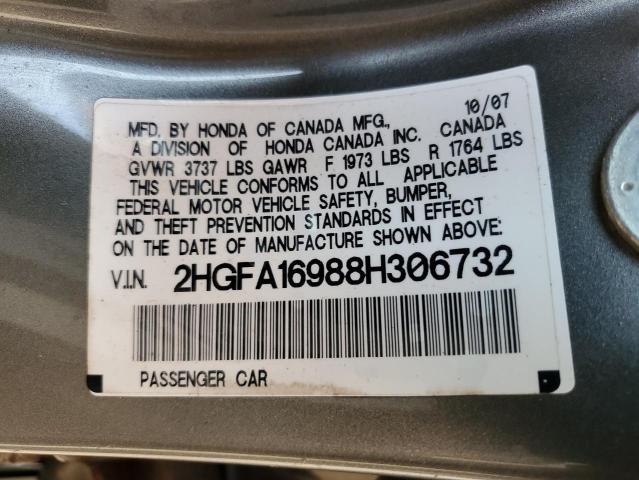 10/07
MFD. BY HONDA OF CANADA MFG.,
A DIVISION OF HONDA CANADA INC. CANADA
GVWR 3737 LBS GAWR F 1973 LBS R 1764 LBS
THIS VEHICLE CONFORMS TO ALL APPLICABLE
FEDERAL MOTOR VEHICLE SAFETY, BUMPER,
AND THEFT PREVENTION STANDARDS IN EFFECT
ON THE DATE OF MANUFACTURE SHOWN ABOVE:
V.I.N. 2HGFA16988H306732
PASSENGER CAR